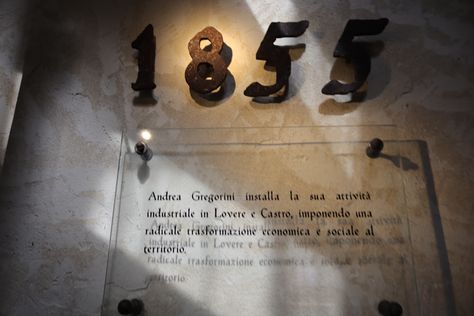 1855
Andrea Gregorini installa la sua attività
industriale in Lovere e Castro, imponendo una
radicale trasformazione economica e sociale al
territorio.